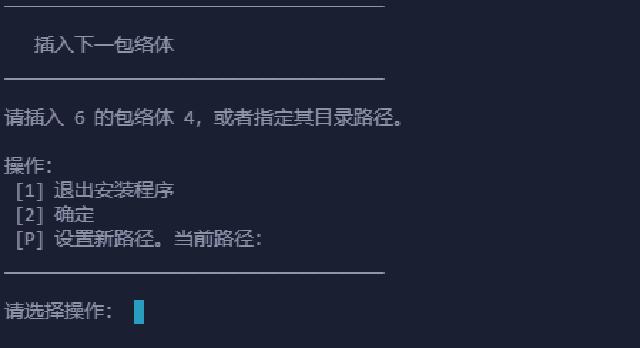 插入下一包络体
请插入 6 的包络体 4，或者指定其目录路径。
操作：
[1] 退出安装程序
[2] 确定
[P] 设置新路径。当前路径：
请选择操作：